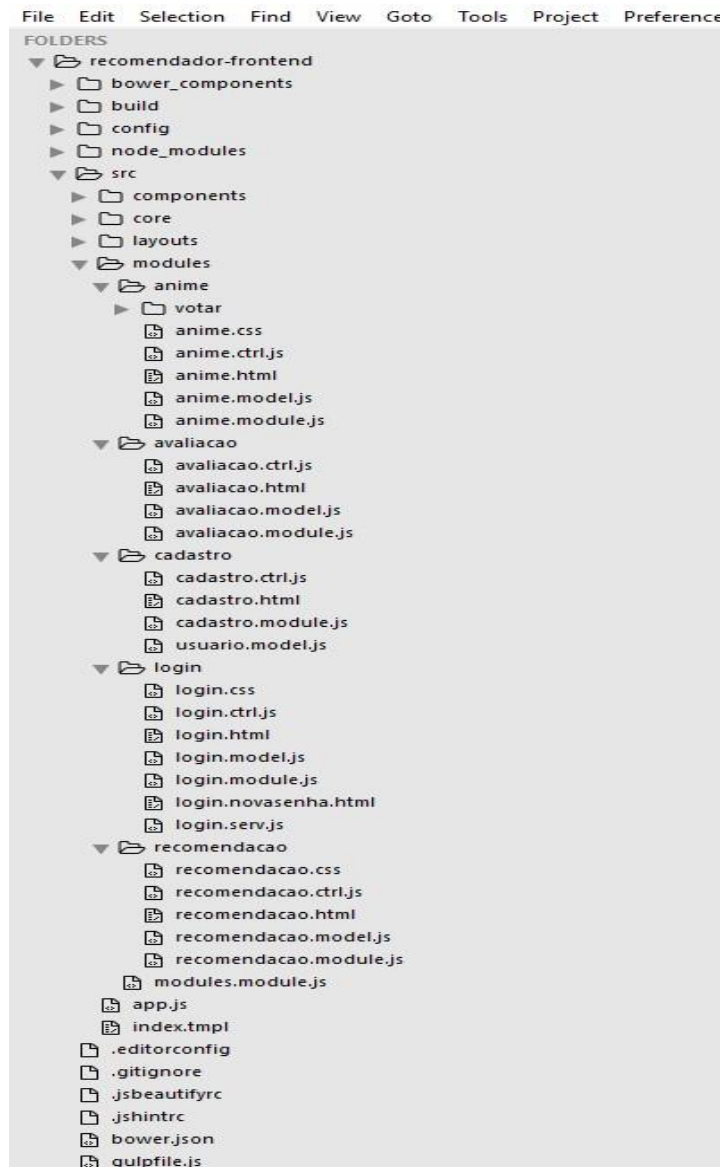 File Edit Selection Find View Goto Tools Project Preference
FOLDERS
recomendador-frontend
bower_components
build
config
node_modules
src
components
core
layouts
modules
anime
votar
anime.css
anime.ctrl.js
anime.html
anime.model.js
anime.module.js
avaliacao
avaliacao.ctrl.js
avaliacao.html
avaliacao.model.js
avaliacao.module.js
cadastro
cadastro.ctrl.js
cadastro.html
cadastro.module.js
usuario.model.js
login
login.css
login.ctrl.js
login.html
login.model.js
login.module.js
login.novasenha.html
login.serv.js
recomendacao
recomendacao.css
recomendacao.ctrl.js
recomendacao.html
recomendacao.model.js
recomendacao.module.js
modules.module.js
app.js
index.tmpl
.editorconfig
.gitignore
.jsbeautifyrc
.jshintrc
bower.json
gulpfile.js